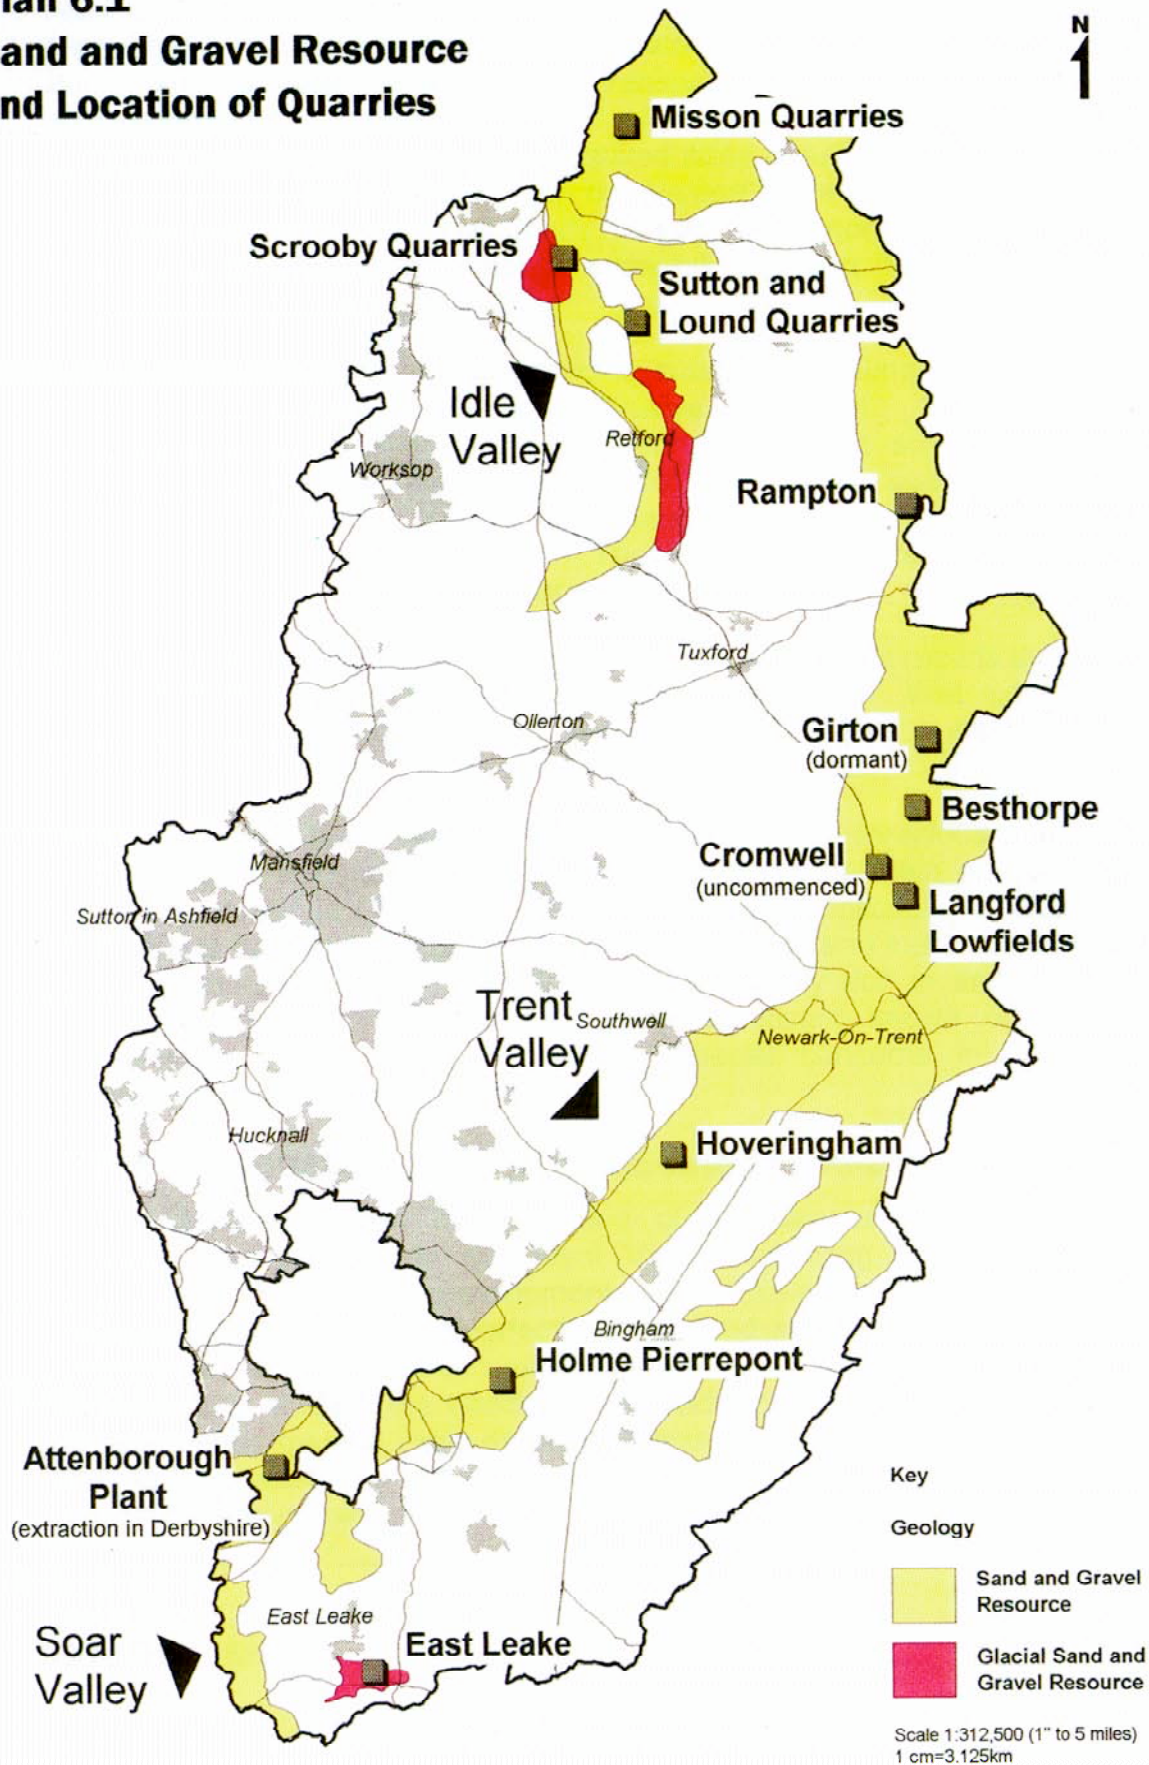 6.1
and and Gravel Resource
nd Location of Quarries
N
Misson Quarries
Scrooby Quarries
Sutton and
Lound Quarries
Idle
Valley
Retford
Worksop
Rampton
Tuxford
Ollerton
Girton
(dormant)
Besthorpe
Cromwell
(uncommenced)
Langford
Lowfields
Mansfield
Sutton in Ashfield
Trent
Valley
Southwell
Newark-On-Trent
Hucknall
Hoveringham
Bingham
Holme Pierrepont
Attenborough
Plant
(extraction in Derbyshire)
East Leake
East Leake
Soar
Valley
Key
Geology
Sand and Gravel
Resource
Glacial Sand and
Gravel Resource
Scale 1:312,500 (1" to 5 miles)
1 cm=3.125km